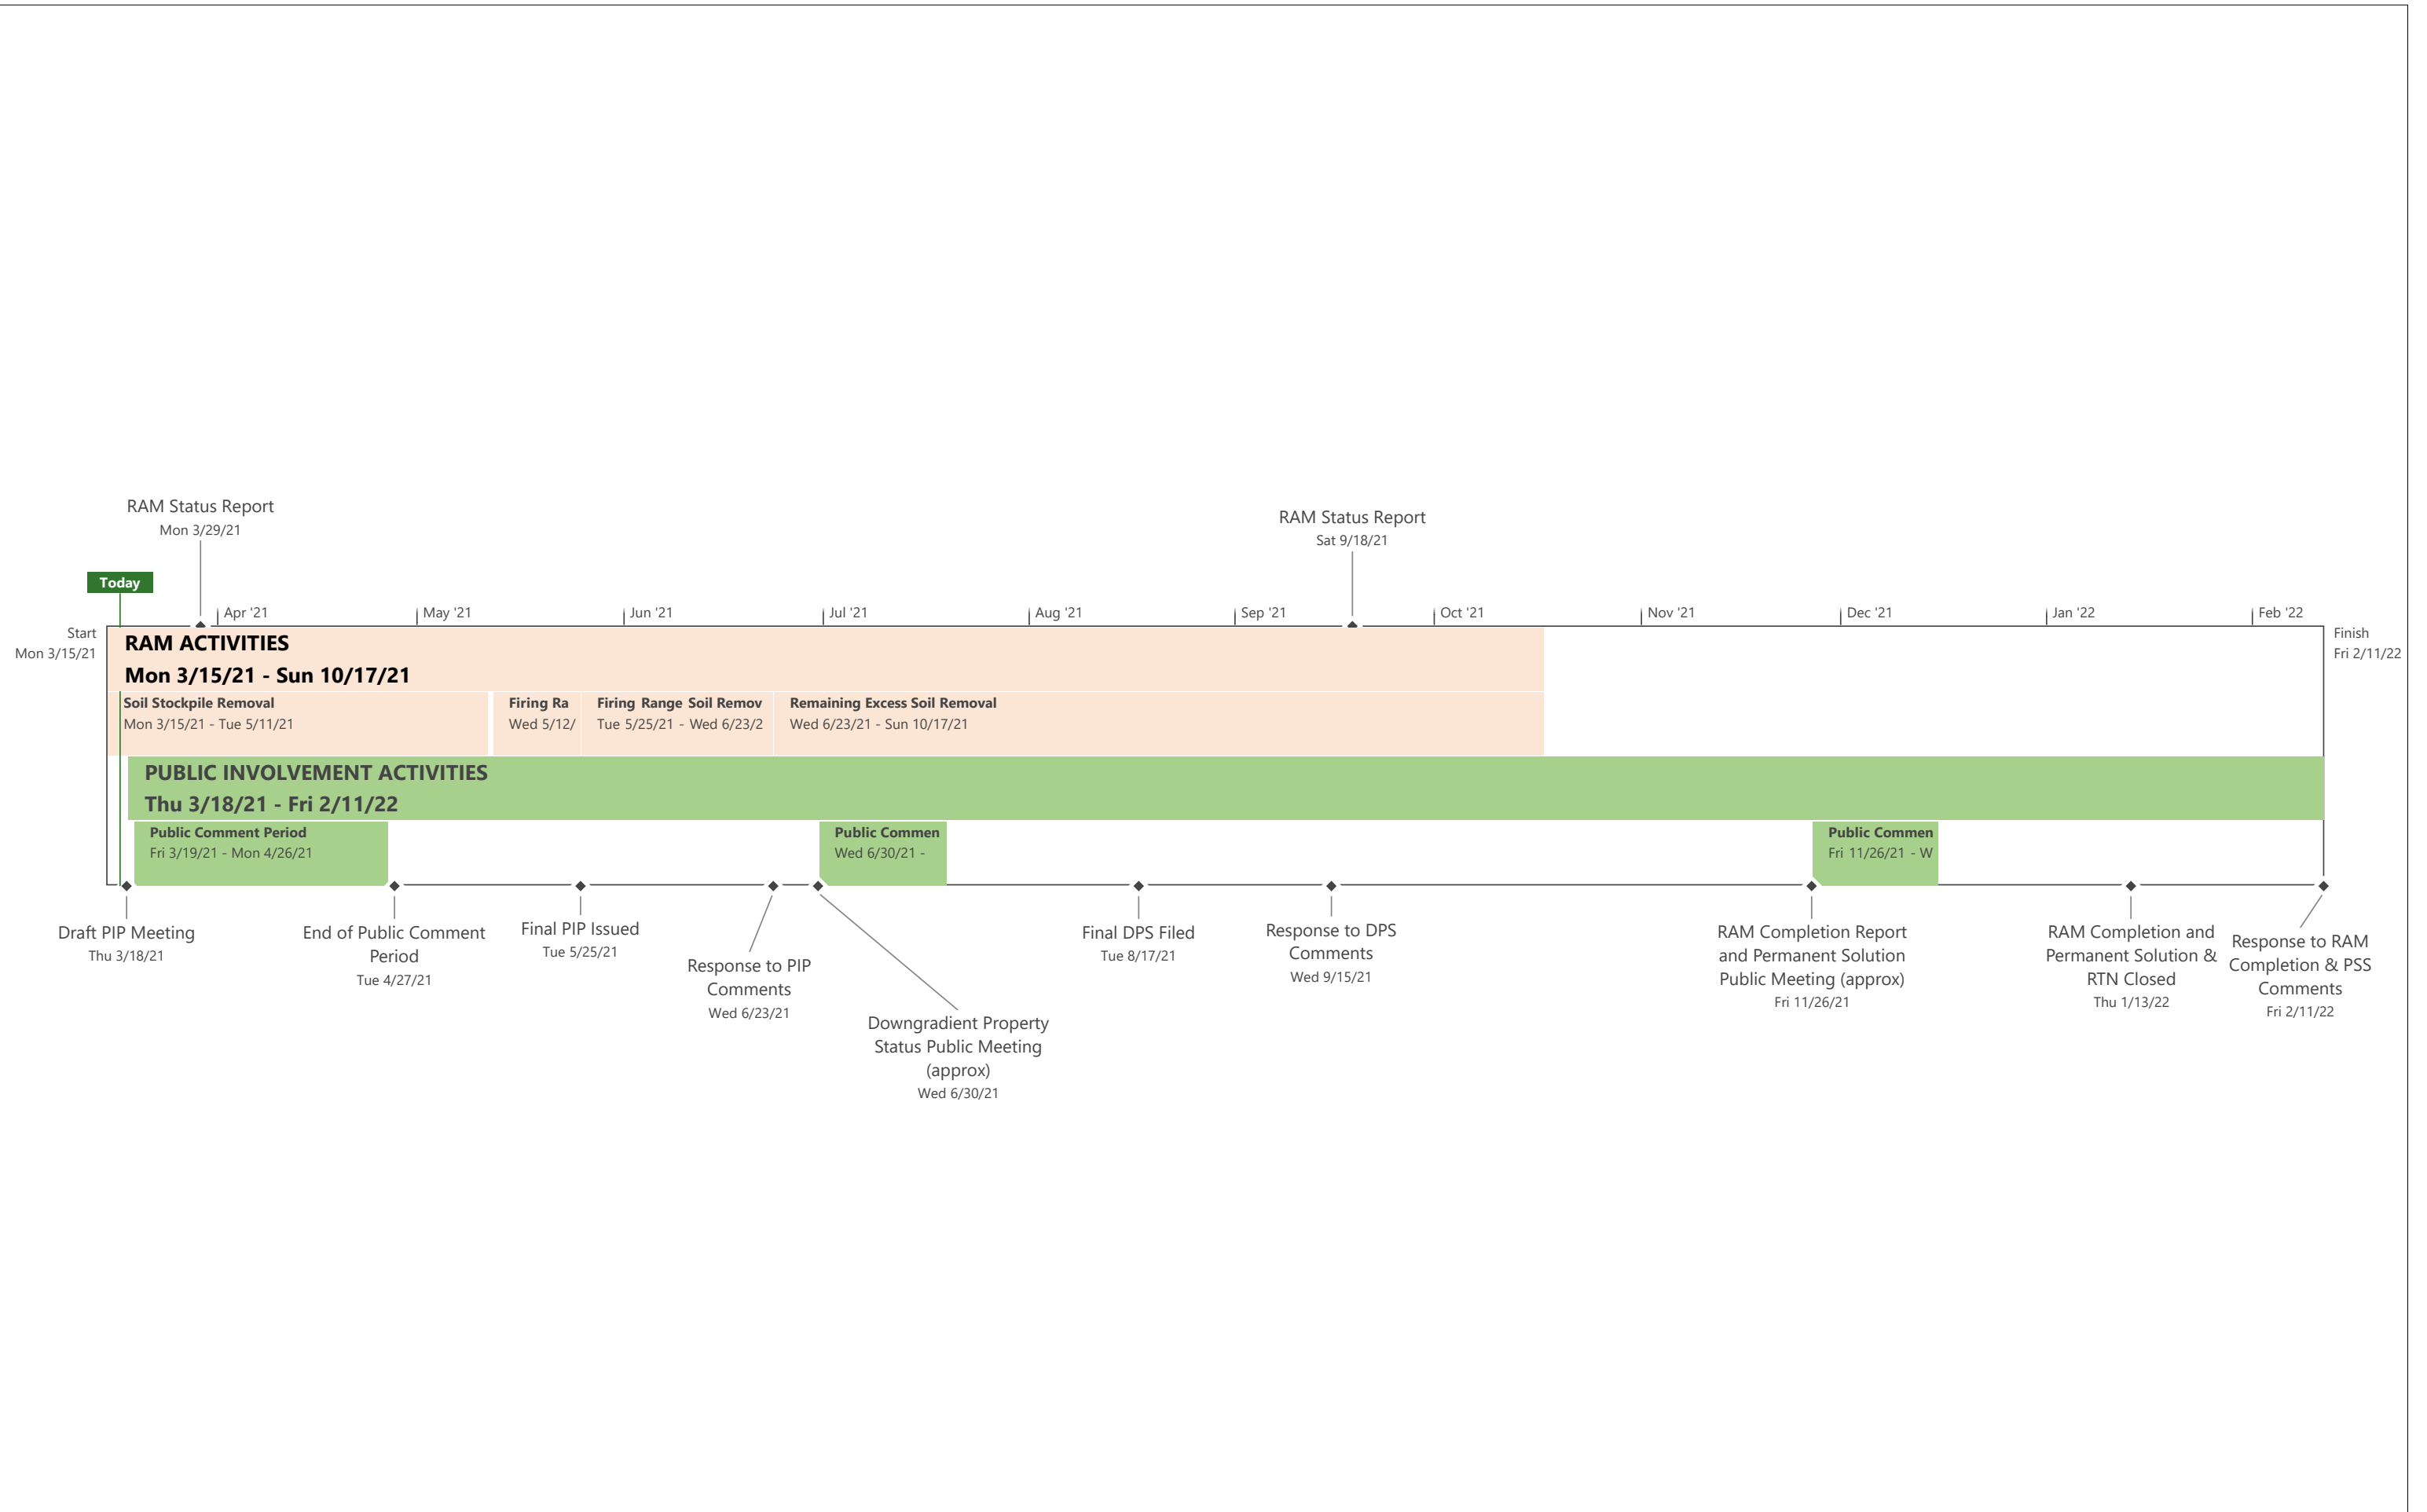 RAM Status Report
Mon 3/29/21
RAM Status Report
Sat 9/18/21
Today
Apr '21
May '21
Jun '21
Jul '21
Aug '21
Sep '21
Oct '21
Nov '21
Dec '21
Jan '22
Feb '22
Start
Mon 3/15/21
Finish
Fri 2/11/22
RAM ACTIVITIES
Mon 3/15/21 - Sun 10/17/21
Soil Stockpile Removal
Mon 3/15/21 - Tue 5/11/21
Firing Ra
Wed 5/12/
Firing Range Soil Remov
Tue 5/25/21 - Wed 6/23/2
Remaining Excess Soil Removal
Wed 6/23/21 - Sun 10/17/21
PUBLIC INVOLVEMENT ACTIVITIES
Thu 3/18/21 - Fri 2/11/22
Public Comment Period
Fri 3/19/21 - Mon 4/26/21
Public Commen
Wed 6/30/21 -
Public Commen
Fri 11/26/21 - W
Draft PIP Meeting
Thu 3/18/21
End of Public Comment
Period
Tue 4/27/21
Final PIP Issued
Tue 5/25/21
Response to PIP
Comments
Wed 6/23/21
Downgradient Property
Status Public Meeting
(approx)
Wed 6/30/21
Final DPS Filed
Tue 8/17/21
Response to DPS
Comments
Wed 9/15/21
RAM Completion Report
and Permanent Solution
Public Meeting (approx)
Fri 11/26/21
RAM Completion and
Permanent Solution &
RTN Closed
Thu 1/13/22
Response to RAM
Completion & PSS
Comments
Fri 2/11/22